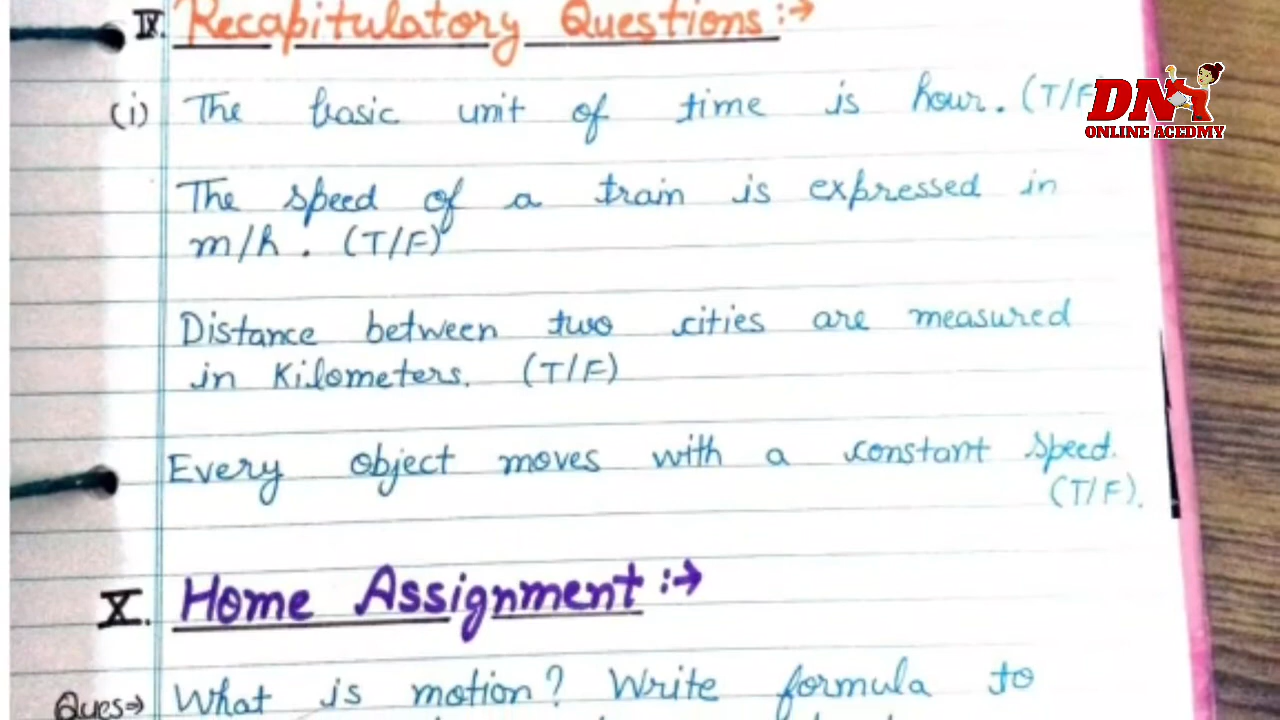 IX. Recapitulatory Questions :→
(i) The basic unit of time is hour. (T/F
DN
ONLINE ACEDMY
The speed of a train is expressed in
m/h. (T/F)
Distance between two cities are measured
in Kilometers. (T/F)
Every object moves with a constant speed.
(T/F).
X. Home Assignment :→
Ques⇒ What is motion? Write formula to